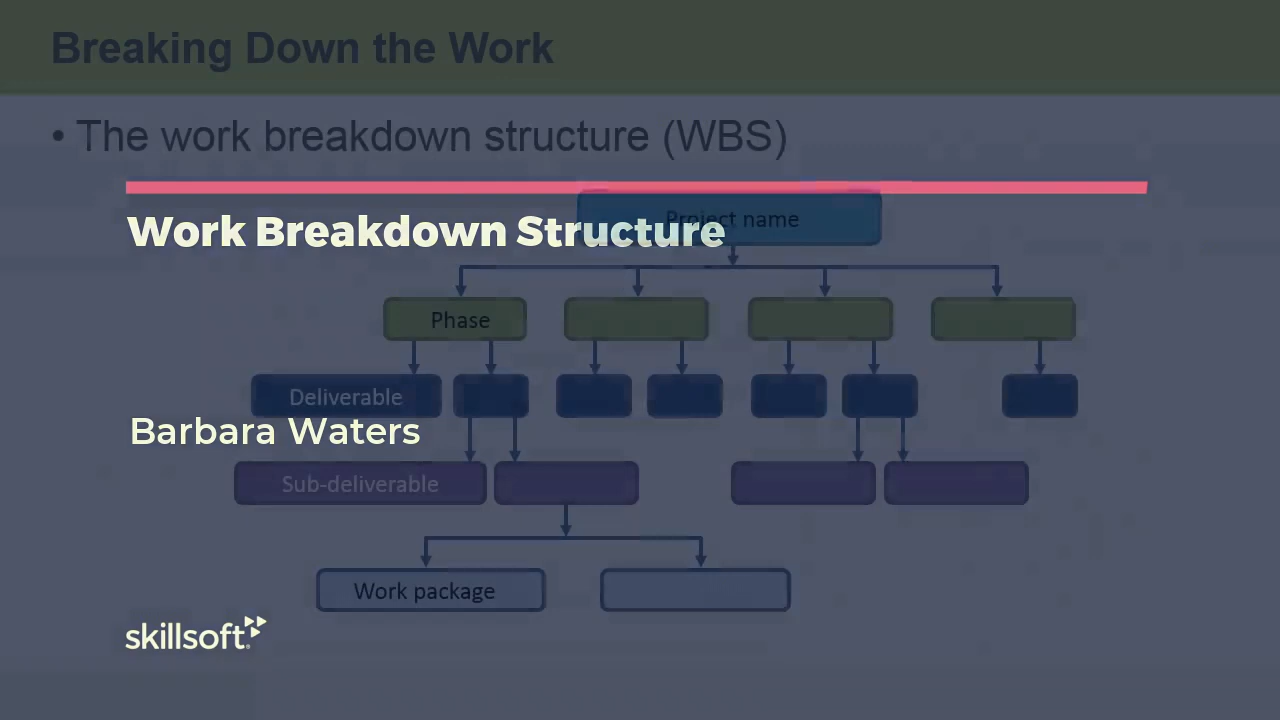 Breaking Down the Work
• The work breakdown structure (WBS)
Project name
Work Breakdown Structure
Phase
Deliverable
Barbara Waters
Sub-deliverable
Work package
skillsoft